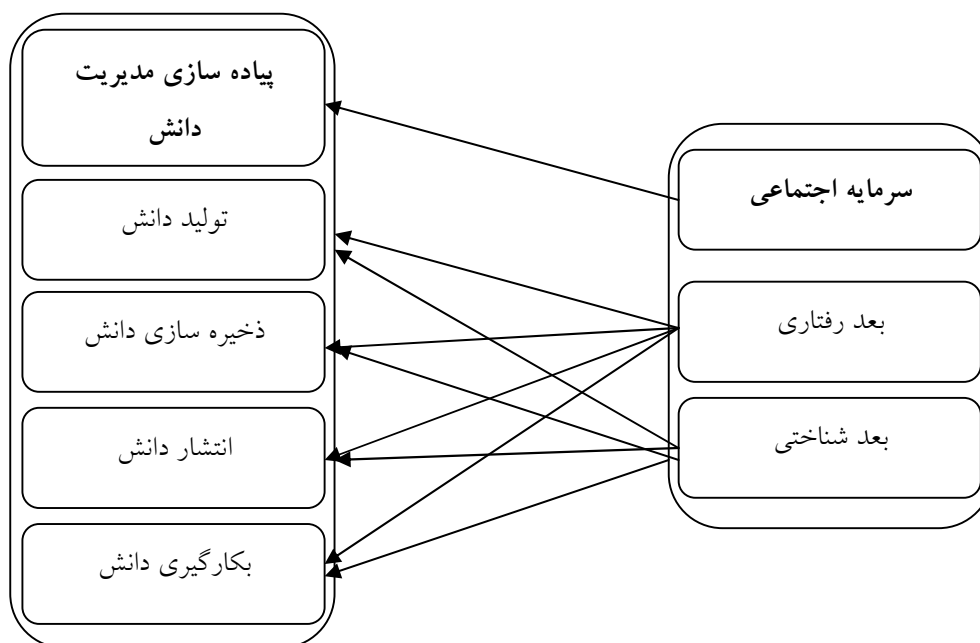 پیاده سازی مدیریت
دانش
تولید دانش
ذخیره سازی دانش
انتشار دانش
بکارگیری دانش
سرمایه اجتماعی
بعد رفتاری
بعد شناختی